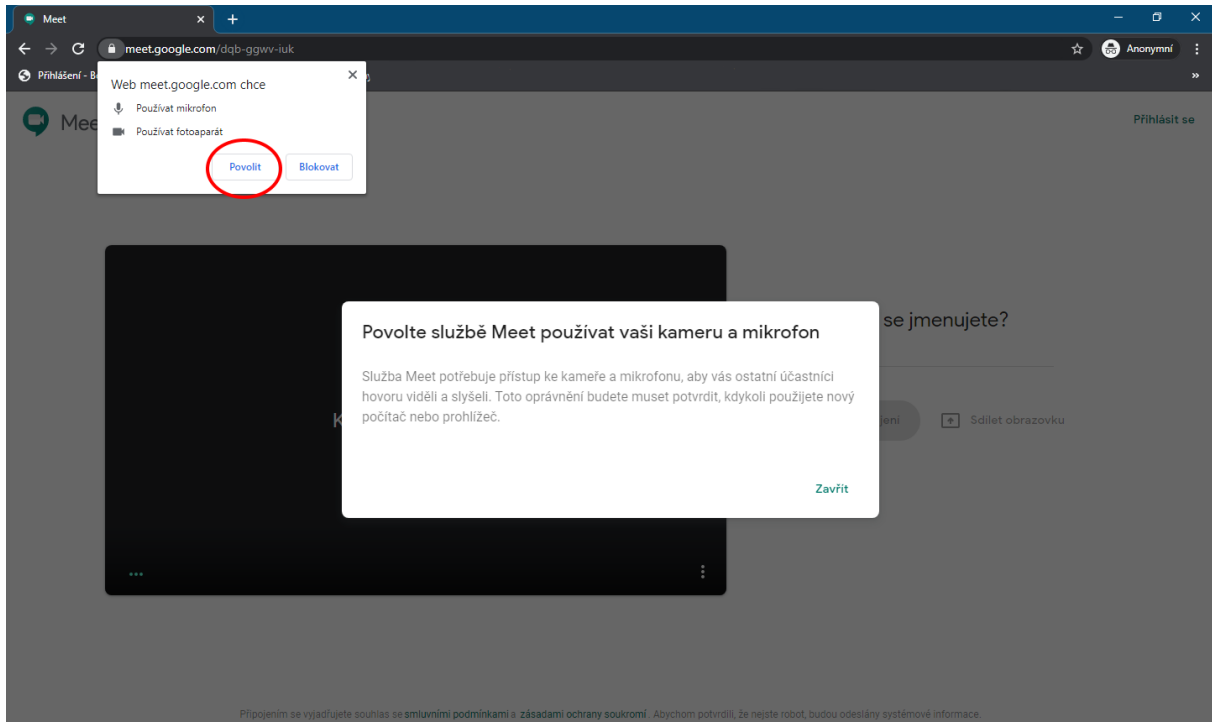 Meet
meet.google.com/dqb-ggwv-iuk
Anonymní
Přihlášení - B
Web meet.google.com chce
Používat mikrofon
Používat fotoaparát
Povolit
Blokovat
Mee
Přihlásit se
Povolte službě Meet používat vaši kameru a mikrofon
Služba Meet potřebuje přístup ke kameře a mikrofonu, aby vás ostatní účastníci
hovoru viděli a slyšeli. Toto oprávnění budete muset potvrdit, kdykoli použijete nový
počítač nebo prohlížeč.
Zavřít
se jmenujete?
K
jení
Sdílet obrazovku
Připojením se vyjadřujete souhlas se smluvními podmínkami a zásadami ochrany soukromí. Abychom potvrdili, že nejste robot, budou odeslány systémové informace.